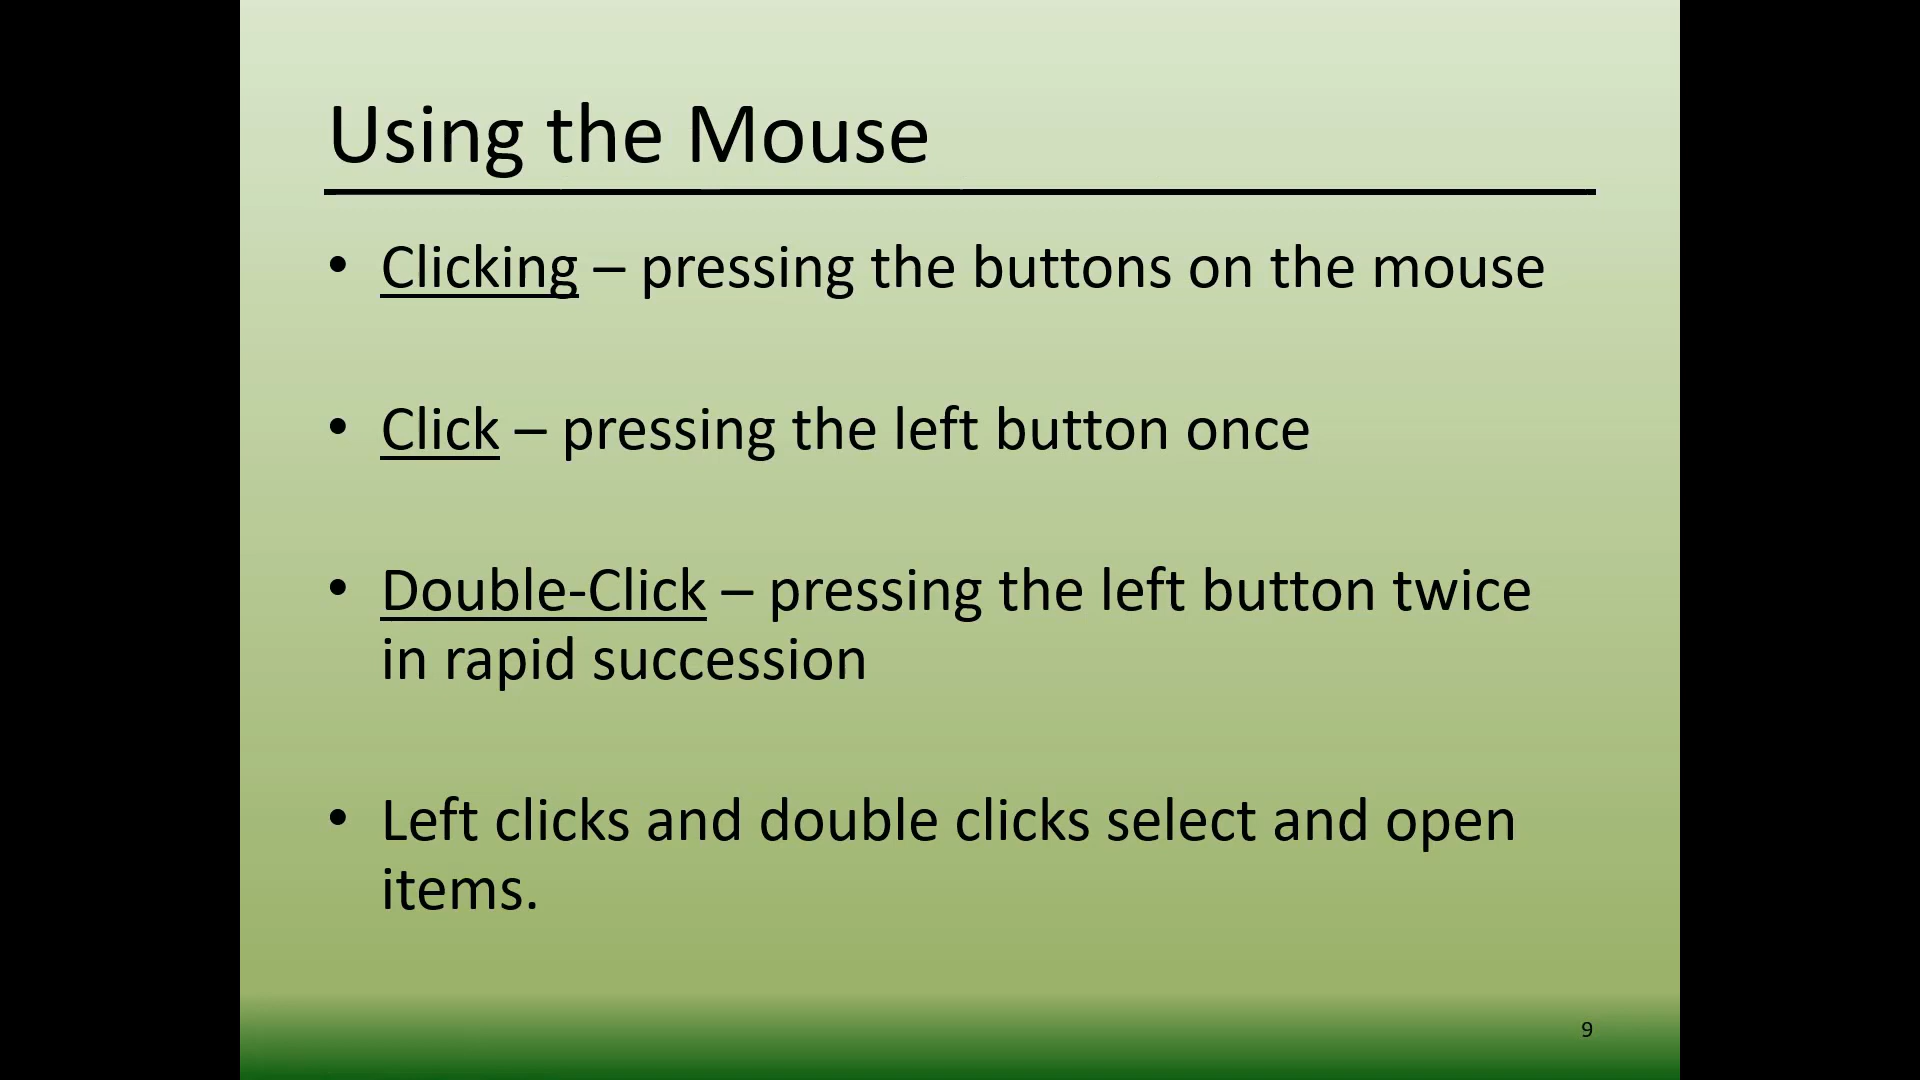 Using the Mouse
• Clicking – pressing the buttons on the mouse
• Click – pressing the left button once
• Double-Click – pressing the left button twice
in rapid succession
• Left clicks and double clicks select and open
items.
9